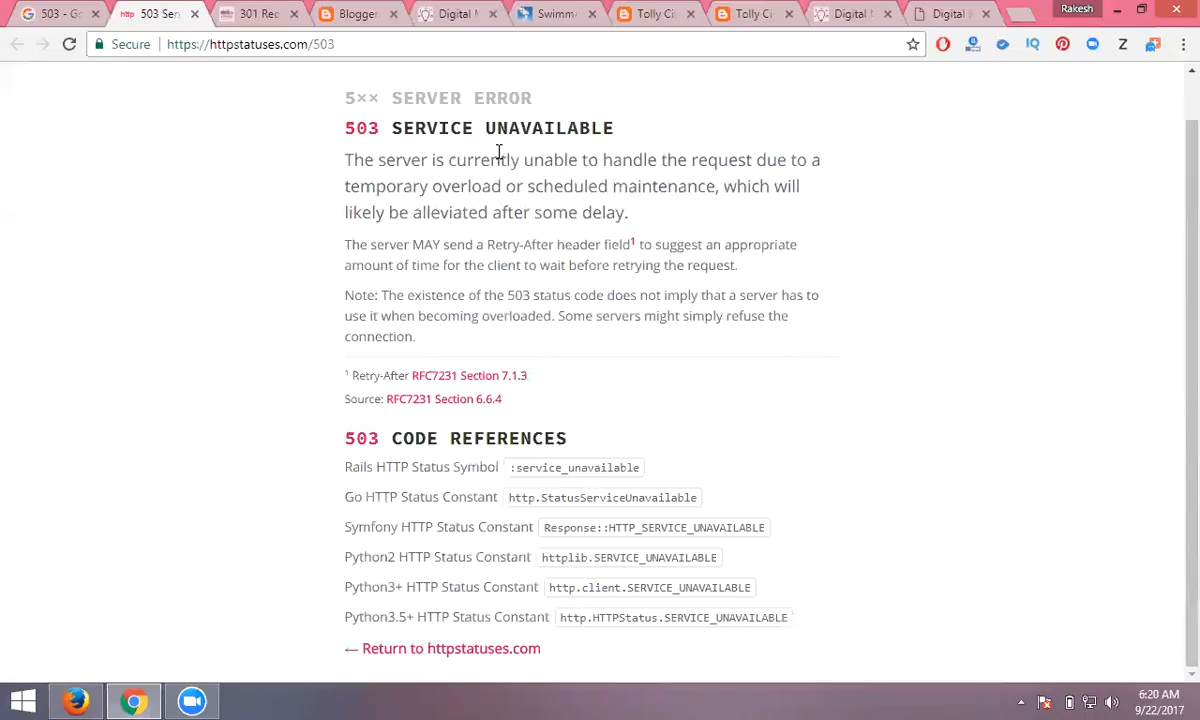 503 - Go
503 Ser
301 Rec
Blogger
Digital M
Swimm
Tolly Ci
Tolly Ci
Digital I
Digital
Rakesh
Secure https://httpstatuses.com/503
5×× SERVER ERROR
503 SERVICE UNAVAILABLE
The server is currently unable to handle the request due to a
temporary overload or scheduled maintenance, which will
likely be alleviated after some delay.
The server MAY send a Retry-After header field1 to suggest an appropriate
amount of time for the client to wait before retrying the request.
Note: The existence of the 503 status code does not imply that a server has to
use it when becoming overloaded. Some servers might simply refuse the
connection.
1 Retry-After RFC7231 Section 7.1.3
Source: RFC7231 Section 6.6.4
503 CODE REFERENCES
Rails HTTP Status Symbol :service_unavailable
Go HTTP Status Constant http.StatusServiceUnavailable
Symfony HTTP Status Constant Response::HTTP_SERVICE_UNAVAILABLE
Python2 HTTP Status Constant httplib.SERVICE_UNAVAILABLE
Python3+ HTTP Status Constant http.client.SERVICE_UNAVAILABLE
Python3.5+ HTTP Status Constant http.HTTPStatus.SERVICE_UNAVAILABLE
← Return to httpstatuses.com
6:20 AM
9/22/2017